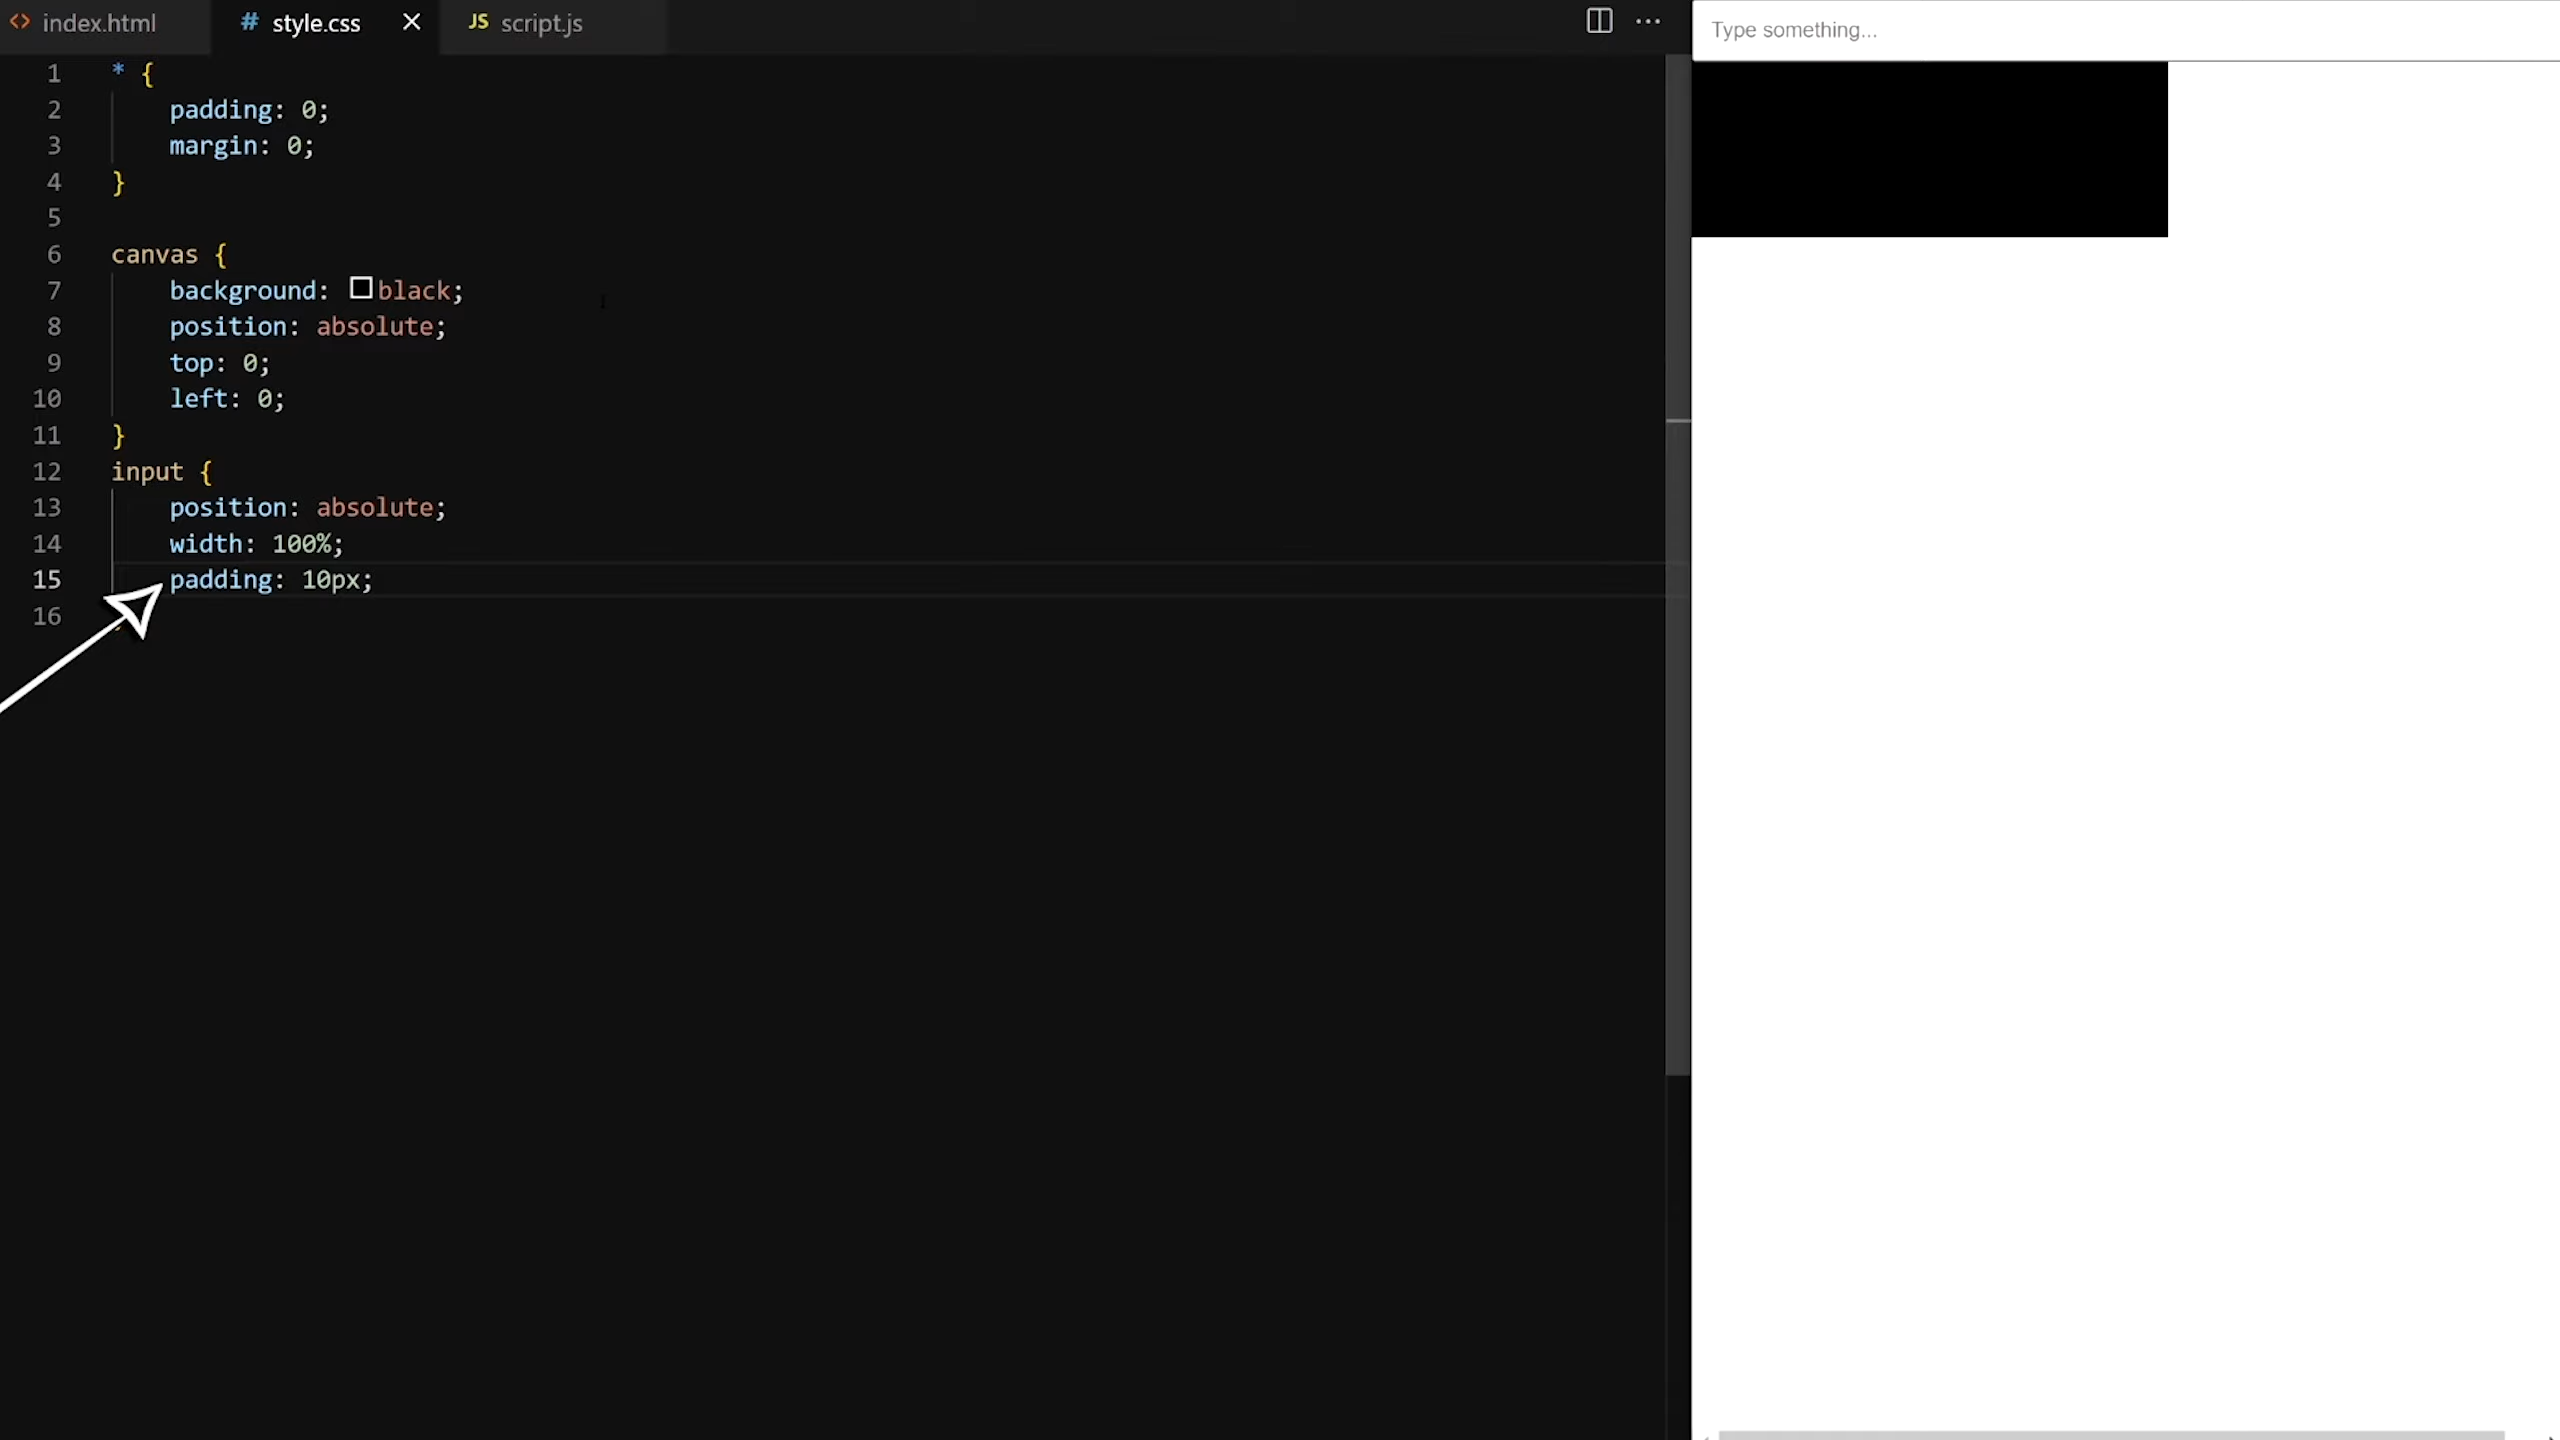 index.html
# style.css
JS script.js
Type something...
1 * {
2 padding: 0;
3 margin: 0;
4 }
5
6 canvas {
7 background: black;
8 position: absolute;
9 top: 0;
10 left: 0;
11 }
12 input {
13 position: absolute;
14 width: 100%;
15 padding: 10px;
16